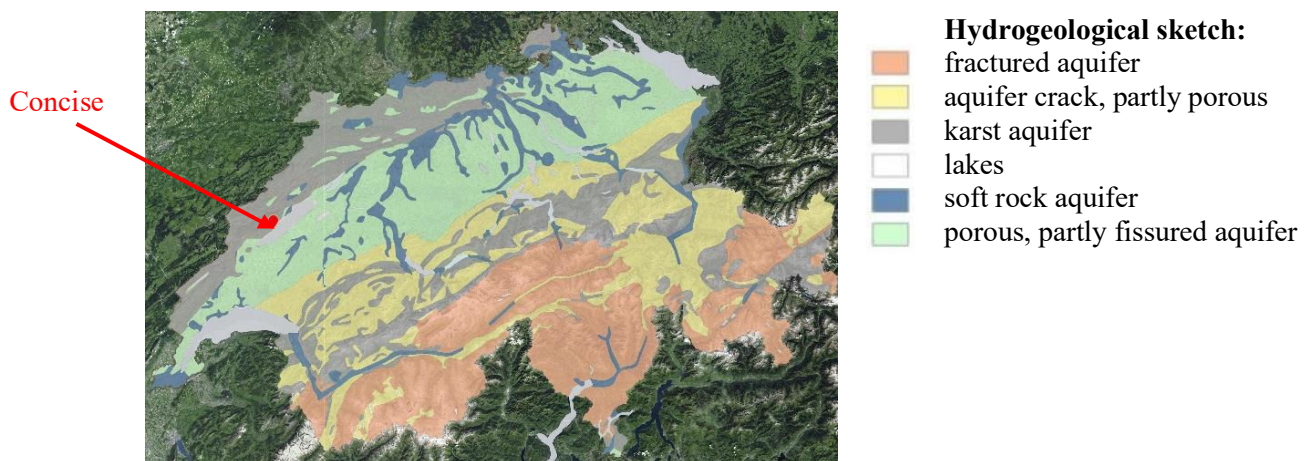 Concise
Hydrogeological sketch:
fractured aquifer
aquifer crack, partly porous
karst aquifer
lakes
soft rock aquifer
porous, partly fissured aquifer